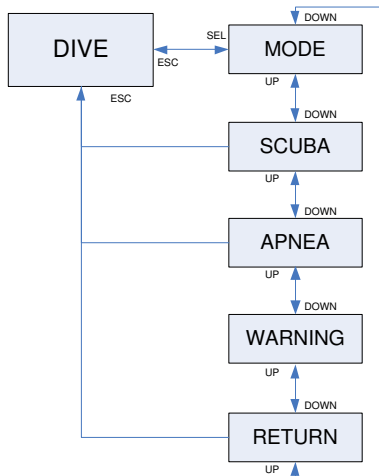 DOWN
DIVE
SEL
MODE
ESC
UP
ESC
DOWN
SCUBA
UP
DOWN
APNEA
UP
DOWN
WARNING
UP
DOWN
RETURN
UP